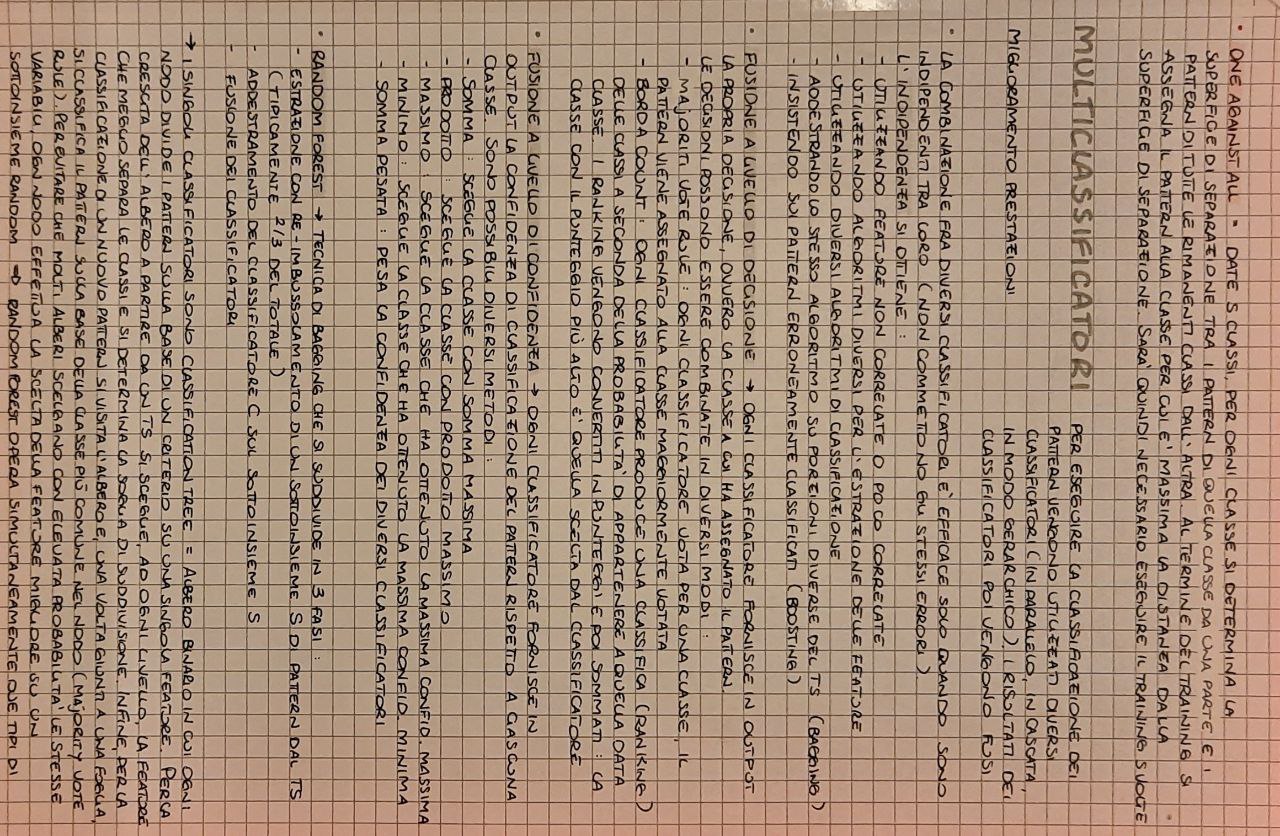 • ONE AGAINST ALL = DATE S CLASSI, PER OGNI CLASSE SI DETERMINA LA
SUPERFICE DI SEPARAZIONE TRA I PATTERN DI QUELLA CLASSE DA UNA PARTE E I
PATTERN DI TUTTE LE RIMANENTI CLASSI DALL'ALTRA. AL TERMINE DEL TRAINING SI
ASSEGNA IL PATTERN ALLA CLASSE PER CUI E' MASSIMA LA DISTANZA DALLA
SUPERFICE DI SEPARAZIONE. SARA' QUINDI NECESSARIO ESEGUIRE IL TRAINING S VOLTE
MULTICLASSIFICATORI
PER ESEGUIRE LA CLASSIFICAZIONE DEI
PATTERN VENGONO UTILIZZATI DIVERSI
CLASSIFICATORI (IN PARALLELO, IN CASCATA,
IN MODO GERARCHICO). I RISULTATI DEI
CLASSIFICATORI POI VENGONO FUSI
MIGLIORAMENTO PRESTAZIONI
• LA COMBINAZIONE FRA DIVERSI CLASSIFICATORI E' EFFICACE SOLO QUANDO SONO
INDIPENDENTI TRA LORO (NON COMMETTONO GLI STESSI ERRORI).
L'INDIPENDENZA SI OTTIENE :
- UTILIZZANDO FEATURE NON CORRELATE O POCO CORRELATE
- UTILIZZANDO ALGORITMI DIVERSI PER L'ESTRAZIONE DELLE FEATURE
- UTILIZZANDO DIVERSI ALGORITMI DI CLASSIFICAZIONE
- ADDESTRANDO LO STESSO ALGORITMO SU PORZIONI DIVERSE DEL TS (BAGGING)
- INSISTENDO SUI PATTERN ERRONEAMENTE CLASSIFICATI (BOOSTING)
• FUSIONE A LIVELLO DI DECISIONE → OGNI CLASSIFICATORE FORNISCE IN OUTPUT
LA PROPRIA DECISIONE, OVVERO LA CLASSE A CUI HA ASSEGNATO IL PATTERN.
LE DECISIONI POSSONO ESSERE COMBINATE IN DIVERSI MODI :
- MAJORITI VOTE RULE : OGNI CLASSIFICATORE VOTA PER UNA CLASSE, IL
PATTERN VIENE ASSEGNATO ALLA CLASSE MAGGIORMENTE VOTATA
- BORDA COUNT : OGNI CLASSIFICATORE PRODUCE UNA CLASSIFICA (RANKING)
DELLE CLASSI A SECONDA DELLA PROBABILITA' DI APPARTENERE A QUELLA DATA
CLASSE. I RANKING VENGONO CONVERTITI IN PUNTEGGI E POI SOMMATI : LA
CLASSE CON IL PUNTEGGIO PIÙ ALTO E' QUELLA SCELTA DAL CLASSIFICATORE
• FUSIONE A LIVELLO DI CONFIDENZA → OGNI CLASSIFICATORE FORNISCE IN
OUTPUT LA CONFIDENZA DI CLASSIFICAZIONE DEL PATTERN RISPETTO A CIASCUNA
CLASSE. SONO POSSIBILI DIVERSI METODI :
- SOMMA : SCEGLIE LA CLASSE CON SOMMA MASSIMA
- PRODOTTO : SCEGLIE LA CLASSE CON PRODOTTO MASSIMO
- MASSIMO : SCEGLIE LA CLASSE CHE HA OTTENUTO LA MASSIMA CONFID. MASSIMA
- MINIMO : SCEGLIE LA CLASSE CHE HA OTTENUTO LA MASSIMA CONFID. MINIMA
- SOMMA PESATA : PESA LA CONFIDENZA DEI DIVERSI CLASSIFICATORI
• RANDOM FOREST → TECNICA DI BAGGING CHE SI SUDDIVIDE IN 3 FASI :
- ESTRAZIONE CON RE-IMBUSSOLAMENTO DI UN SOTTOINSIEME S DI PATTERN DAL TS
(TIPICAMENTE 2/3 DEL TOTALE)
- ADDESTRAMENTO DEL CLASSIFICATORE C SUL SOTTOINSIEME S
- FUSIONE DEI CLASSIFICATORI
→ I SINGOLI CLASSIFICATORI SONO CLASSIFICATION TREE = ALBERO BINARIO IN CUI OGNI
NODO DIVIDE I PATTERN SULLA BASE DI UN CRITERIO SU UNA SINGOLA FEATURE. PER LA
CRESCITA DELL'ALBERO A PARTIRE DA UN TS SI SCEGLIE, AD OGNI LIVELLO, LA FEATURE
CHE MEGLIO SEPARA LE CLASSI E SI DETERMINA LA SOGLIA DI SUDDIVISIONE. INFINE, PER LA
CLASSIFICAZIONE DI UN NUOVO PATTERN SI VISITA L'ALBERO E, UNA VOLTA GIUNTI A UNA FOGLIA,
SI CLASSIFICA IL PATTERN SULLA BASE DELLA CLASSE PIÙ COMUNE NEL NODO (MAJORITY VOTE
RULE). PER EVITARE CHE MOLTI ALBERI SCELGANO CON ELEVATA PROBABILITA' LE STESSE
VARIABILI, OGNI NODO EFFETTUA LA SCELTA DELLA FEATURE MIGLIORE SU UN
SOTTOINSIEME RANDOM ⇒ RANDOM FOREST OPERA SIMULTANEAMENTE DUE TIPI DI